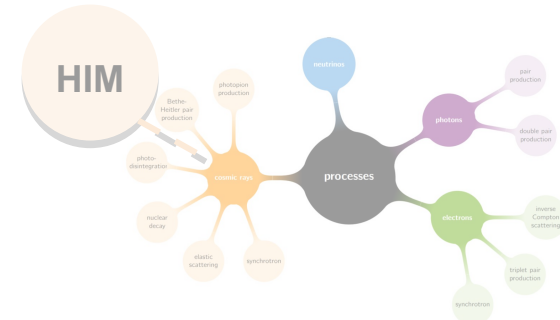 HIM
photopion
production
Bethe-
Heitler pair
production
photo-
disintegration
nuclear
decay
elastic
scattering
synchrotron
cosmic rays
processes
neutrinos
photons
pair
production
double pair
production
electrons
inverse
Compton
scattering
triplet pair
production
synchrotron